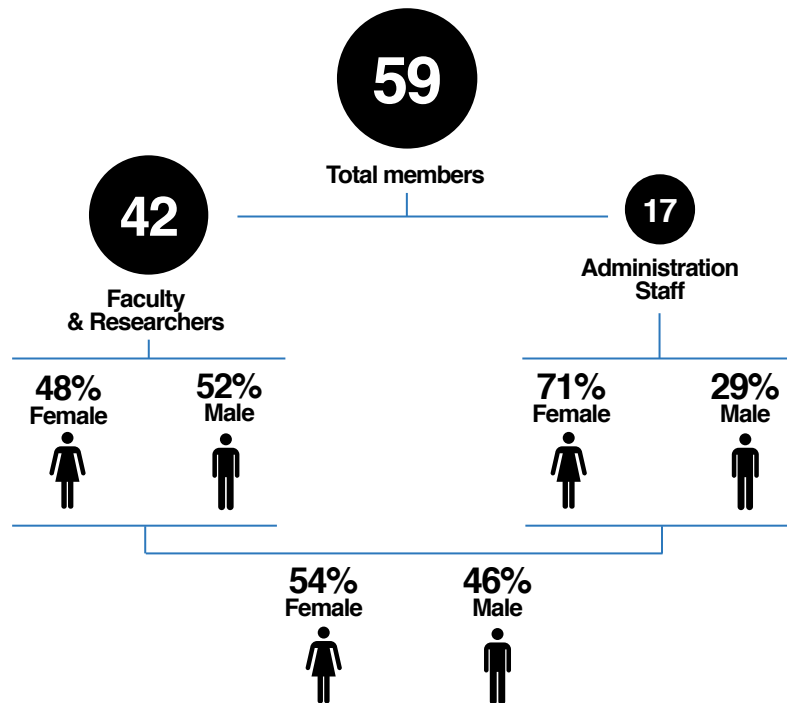 59
Total members
42
Faculty
& Researchers
17
Administration
Staff
48%
Female
52%
Male
71%
Female
29%
Male
54%
Female
46%
Male